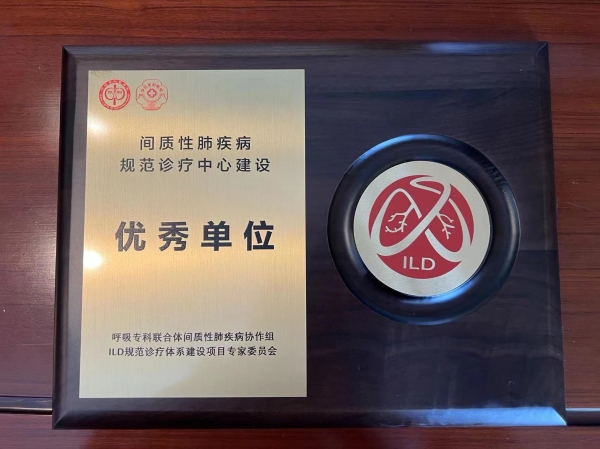 间质性肺疾病
规范诊疗中心建设
优秀单位
呼吸专科联合体间质性肺疾病协作组
ILD规范诊疗体系建设项目专家委员会
ILD